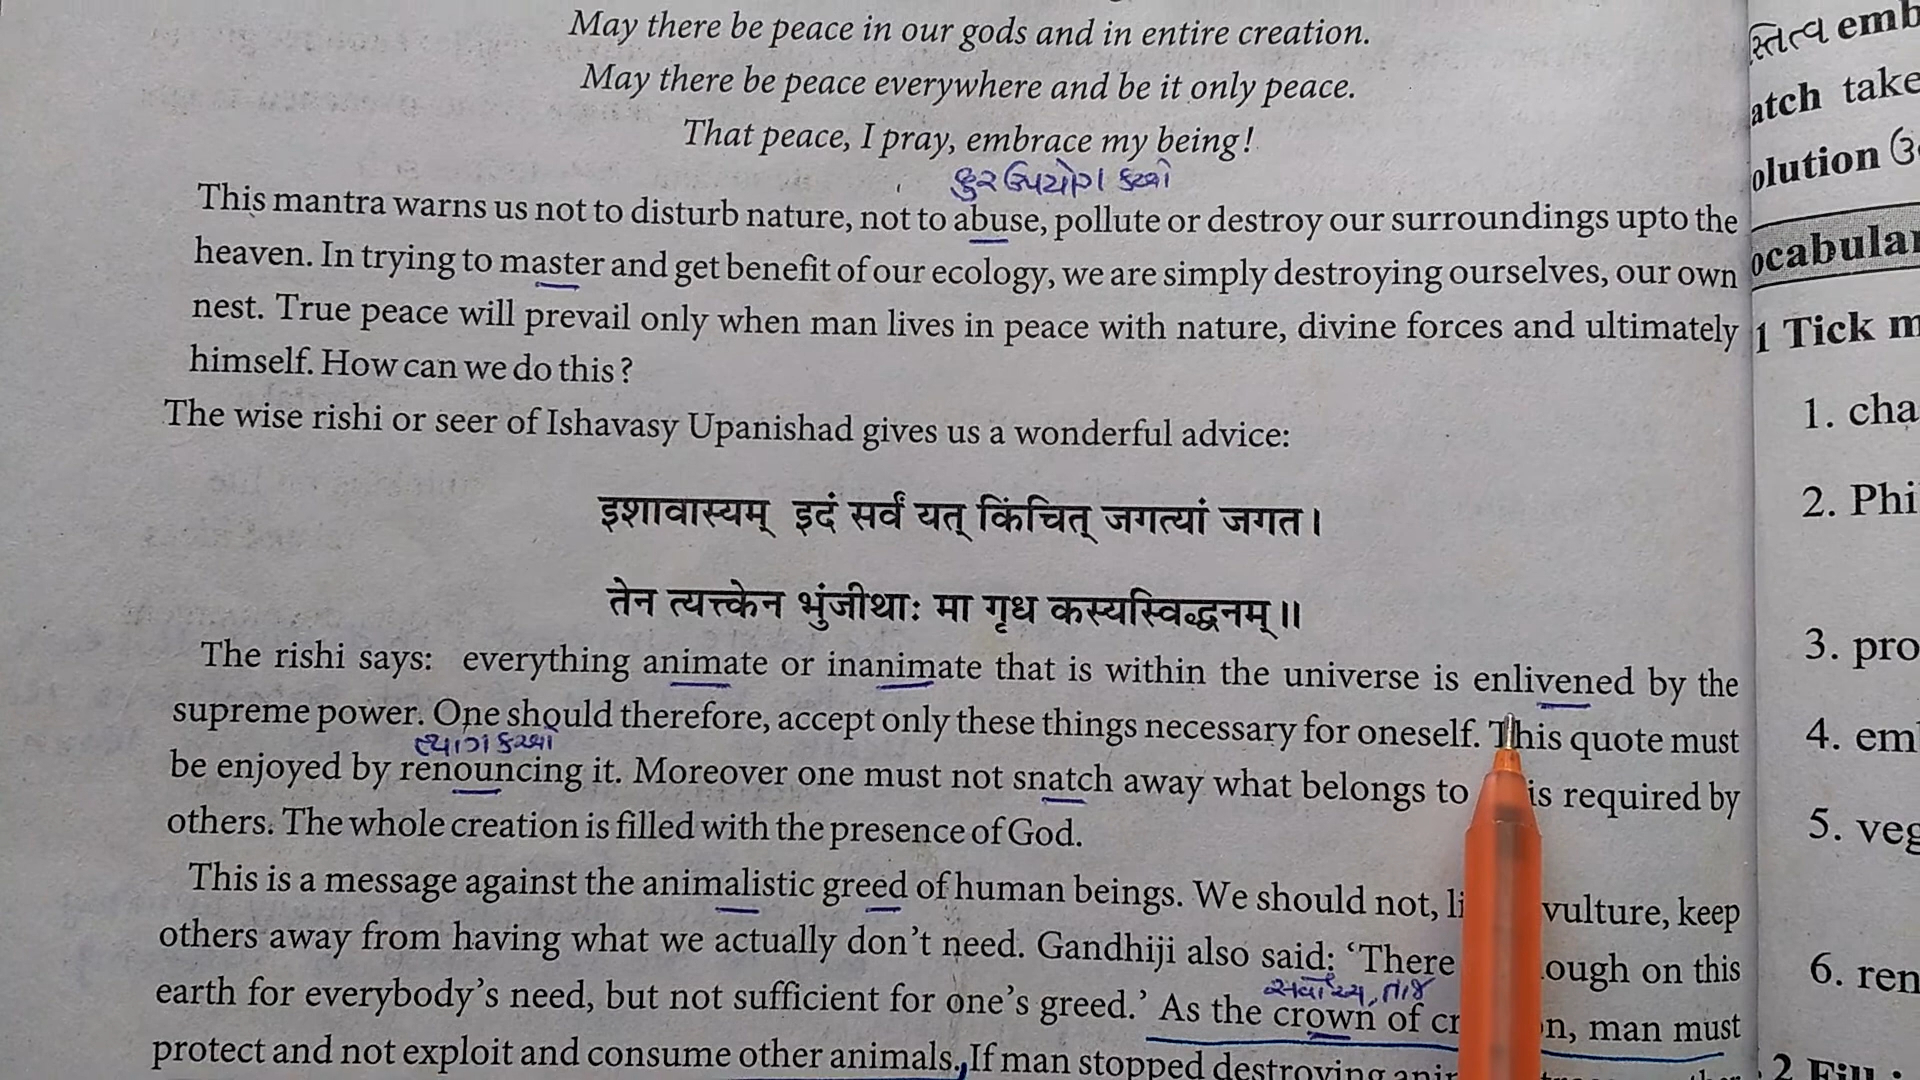 May there be peace in our gods and in entire creation.
May there be peace everywhere and be it only peace.
That peace, I pray, embrace my being!
This mantra warns us not to disturb nature, not to abuse, pollute or destroy our surroundings upto the
heaven. In trying to master and get benefit of our ecology, we are simply destroying ourselves, our own
nest. True peace will prevail only when man lives in peace with nature, divine forces and ultimately
himself. How can we do this?
The wise rishi or seer of Ishavasy Upanishad gives us a wonderful advice:
इशावास्यम् इदं सर्वं यत् किंचित् जगत्यां जगत।
तेन त्यक्त्केन भुंजीथाः मा गृध कस्यस्विद्धनम्॥
The rishi says: everything animate or inanimate that is within the universe is enlivened by the
supreme power. One should therefore, accept only these things necessary for oneself. This quote must
ત્યાગ કરવો
be enjoyed by renouncing it. Moreover one must not snatch away what belongs to is required by
others. The whole creation is filled with the presence of God.
This is a message against the animalistic greed of human beings. We should not, vulture, keep
others away from having what we actually don't need. Gandhiji also said: 'There on this
earth for everybody's need, but not sufficient for one's greed.' As the crown of man must
protect and not exploit and consume other animals. If man stopped destroying
emb
atch take
olution
ocabular
1 Tick m
1. cha
2. Phi
3. pro
4. em
5. veg
6. ren
2 Fill